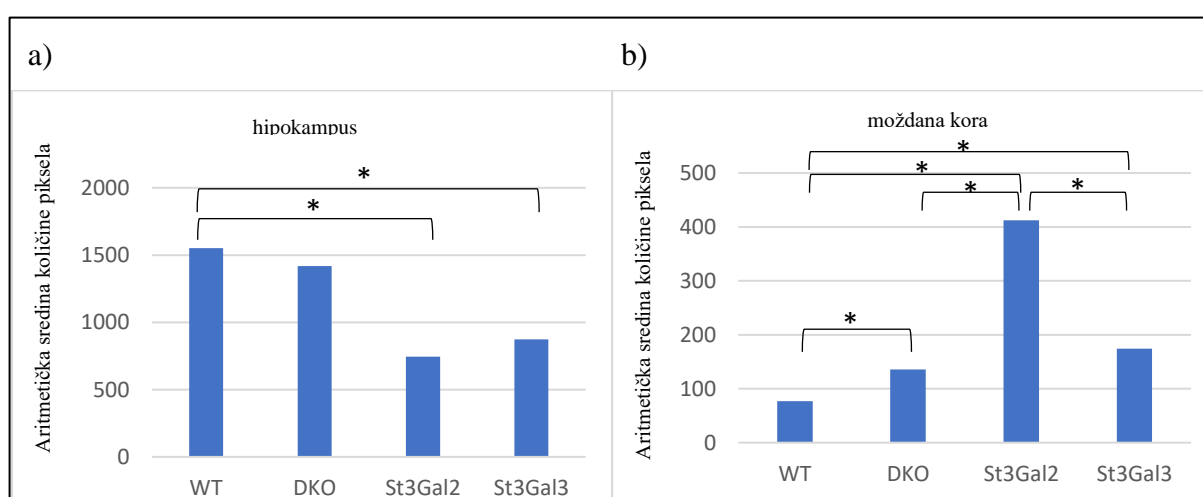 a)
hipokampus
Aritmetička sredina količine piksela
2000
1500
1000
500
0
*
*
WT DKO St3Gal2 St3Gal3
b)
moždana kora
Aritmetička sredina količine piksela
500
400
300
200
100
0
*
*
* *
*
WT DKO St3Gal2 St3Gal3